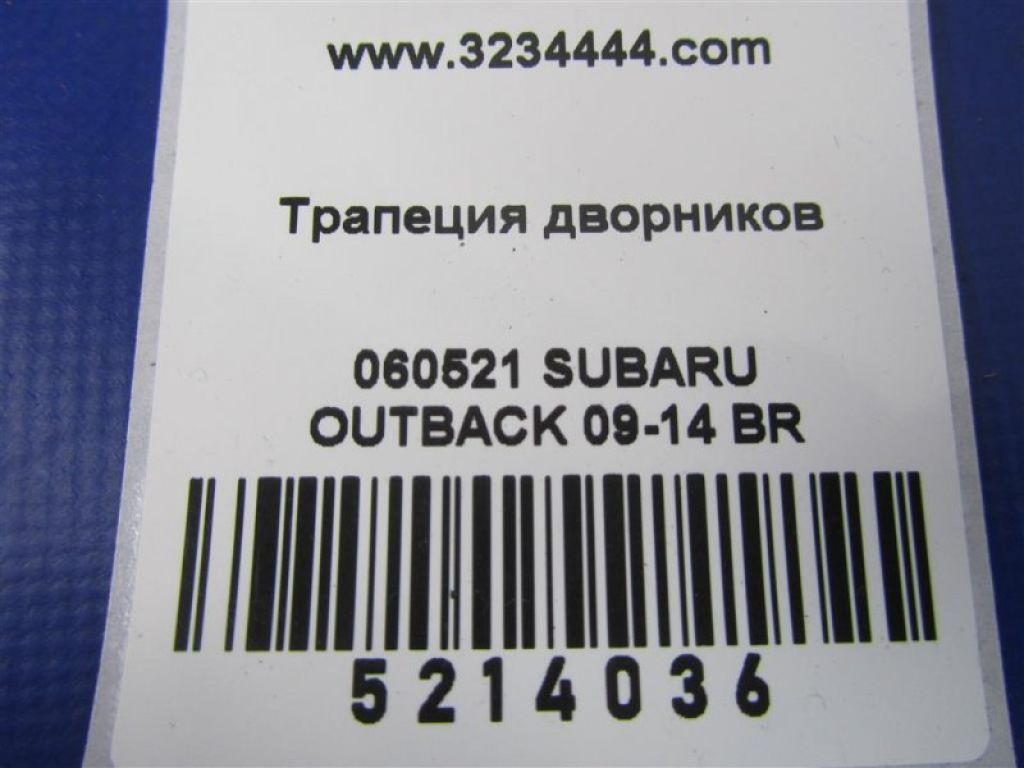 www.3234444.com
Трапеция дворников
060521 SUBARU
OUTBACK 09-14 BR
5214036